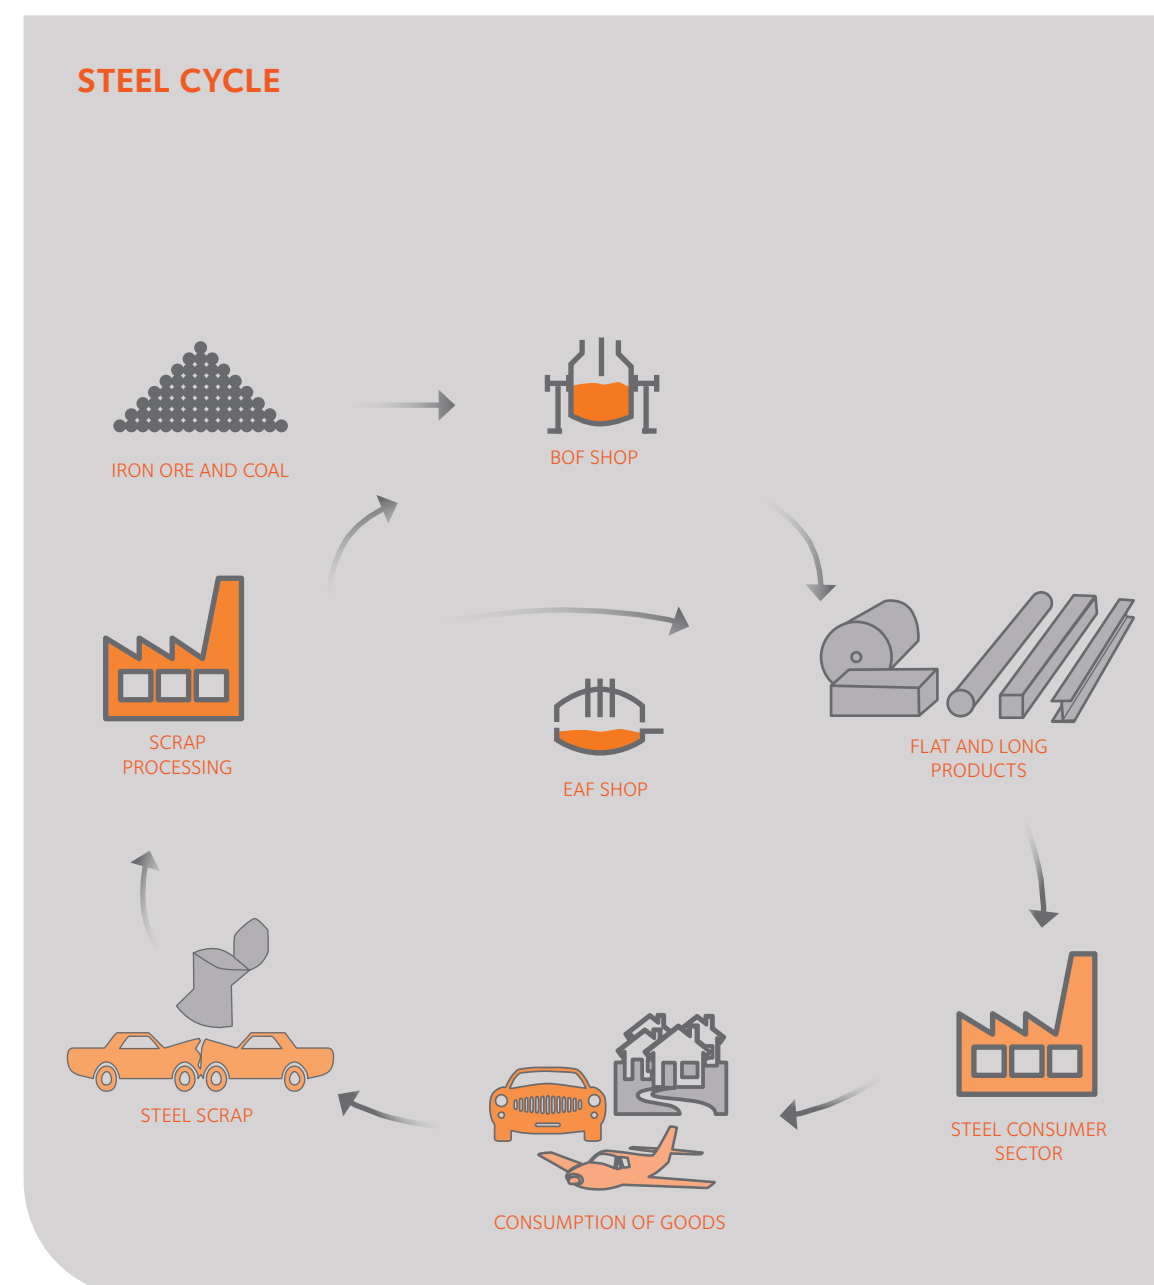 STEEL CYCLE
IRON ORE AND COAL
BOF SHOP
SCRAP
PROCESSING
EAF SHOP
FLAT AND LONG
PRODUCTS
STEEL SCRAP
CONSUMPTION OF GOODS
STEEL CONSUMER
SECTOR